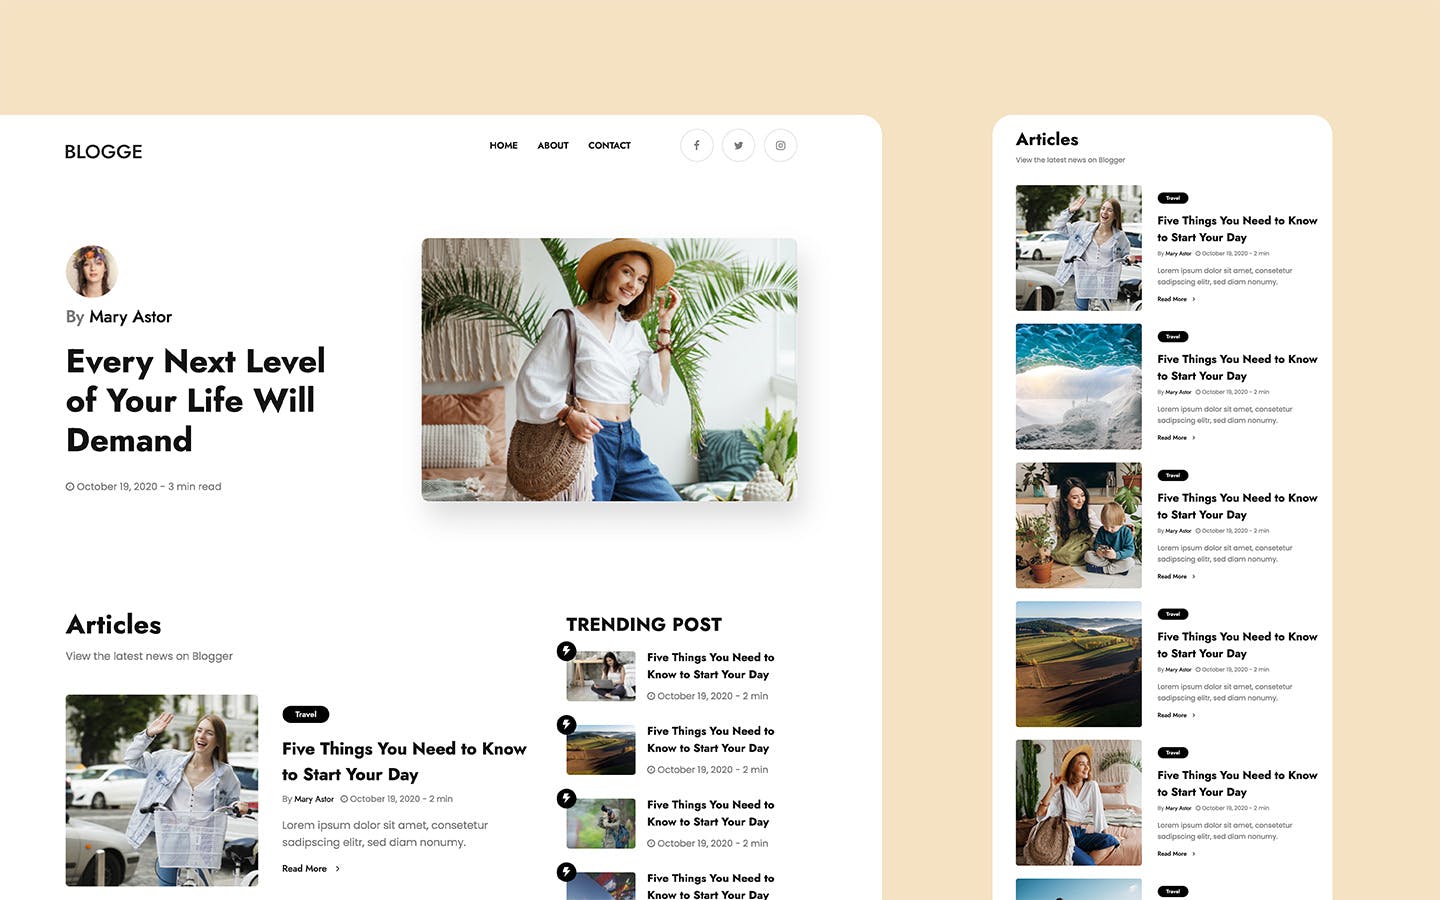 BLOGGE
HOME ABOUT CONTACT
By Mary Astor
Every Next Level
of Your Life Will
Demand
October 19, 2020 - 3 min read
Articles
View the latest news on Blogger
Travel
Five Things You Need to Know
to Start Your Day
By Mary Astor October 19, 2020 - 2 min
Lorem ipsum dolor sit amet, consetetur
sadipscing elitr, sed diam nonumy.
Read More
TRENDING POST
Five Things You Need to
Know to Start Your Day
October 19, 2020 - 2 min
Five Things You Need to
Know to Start Your Day
October 19, 2020 - 2 min
Five Things You Need to
Know to Start Your Day
October 19, 2020 - 2 min
Five Things You Need to
Know to Start Your Day
Articles
View the latest news on Blogger
Travel
Five Things You Need to Know
to Start Your Day
By Mary Astor October 19, 2020 - 2 min
Lorem ipsum dolor sit amet, consetetur
sadipscing elitr, sed diam nonumy.
Read More
Travel
Five Things You Need to Know
to Start Your Day
By Mary Astor October 19, 2020 - 2 min
Lorem ipsum dolor sit amet, consetetur
sadipscing elitr, sed diam nonumy.
Read More
Travel
Five Things You Need to Know
to Start Your Day
By Mary Astor October 19, 2020 - 2 min
Lorem ipsum dolor sit amet, consetetur
sadipscing elitr, sed diam nonumy.
Read More
Travel
Five Things You Need to Know
to Start Your Day
By Mary Astor October 19, 2020 - 2 min
Lorem ipsum dolor sit amet, consetetur
sadipscing elitr, sed diam nonumy.
Read More
Travel
Five Things You Need to Know
to Start Your Day
By Mary Astor October 19, 2020 - 2 min
Lorem ipsum dolor sit amet, consetetur
sadipscing elitr, sed diam nonumy.
Read More
Travel